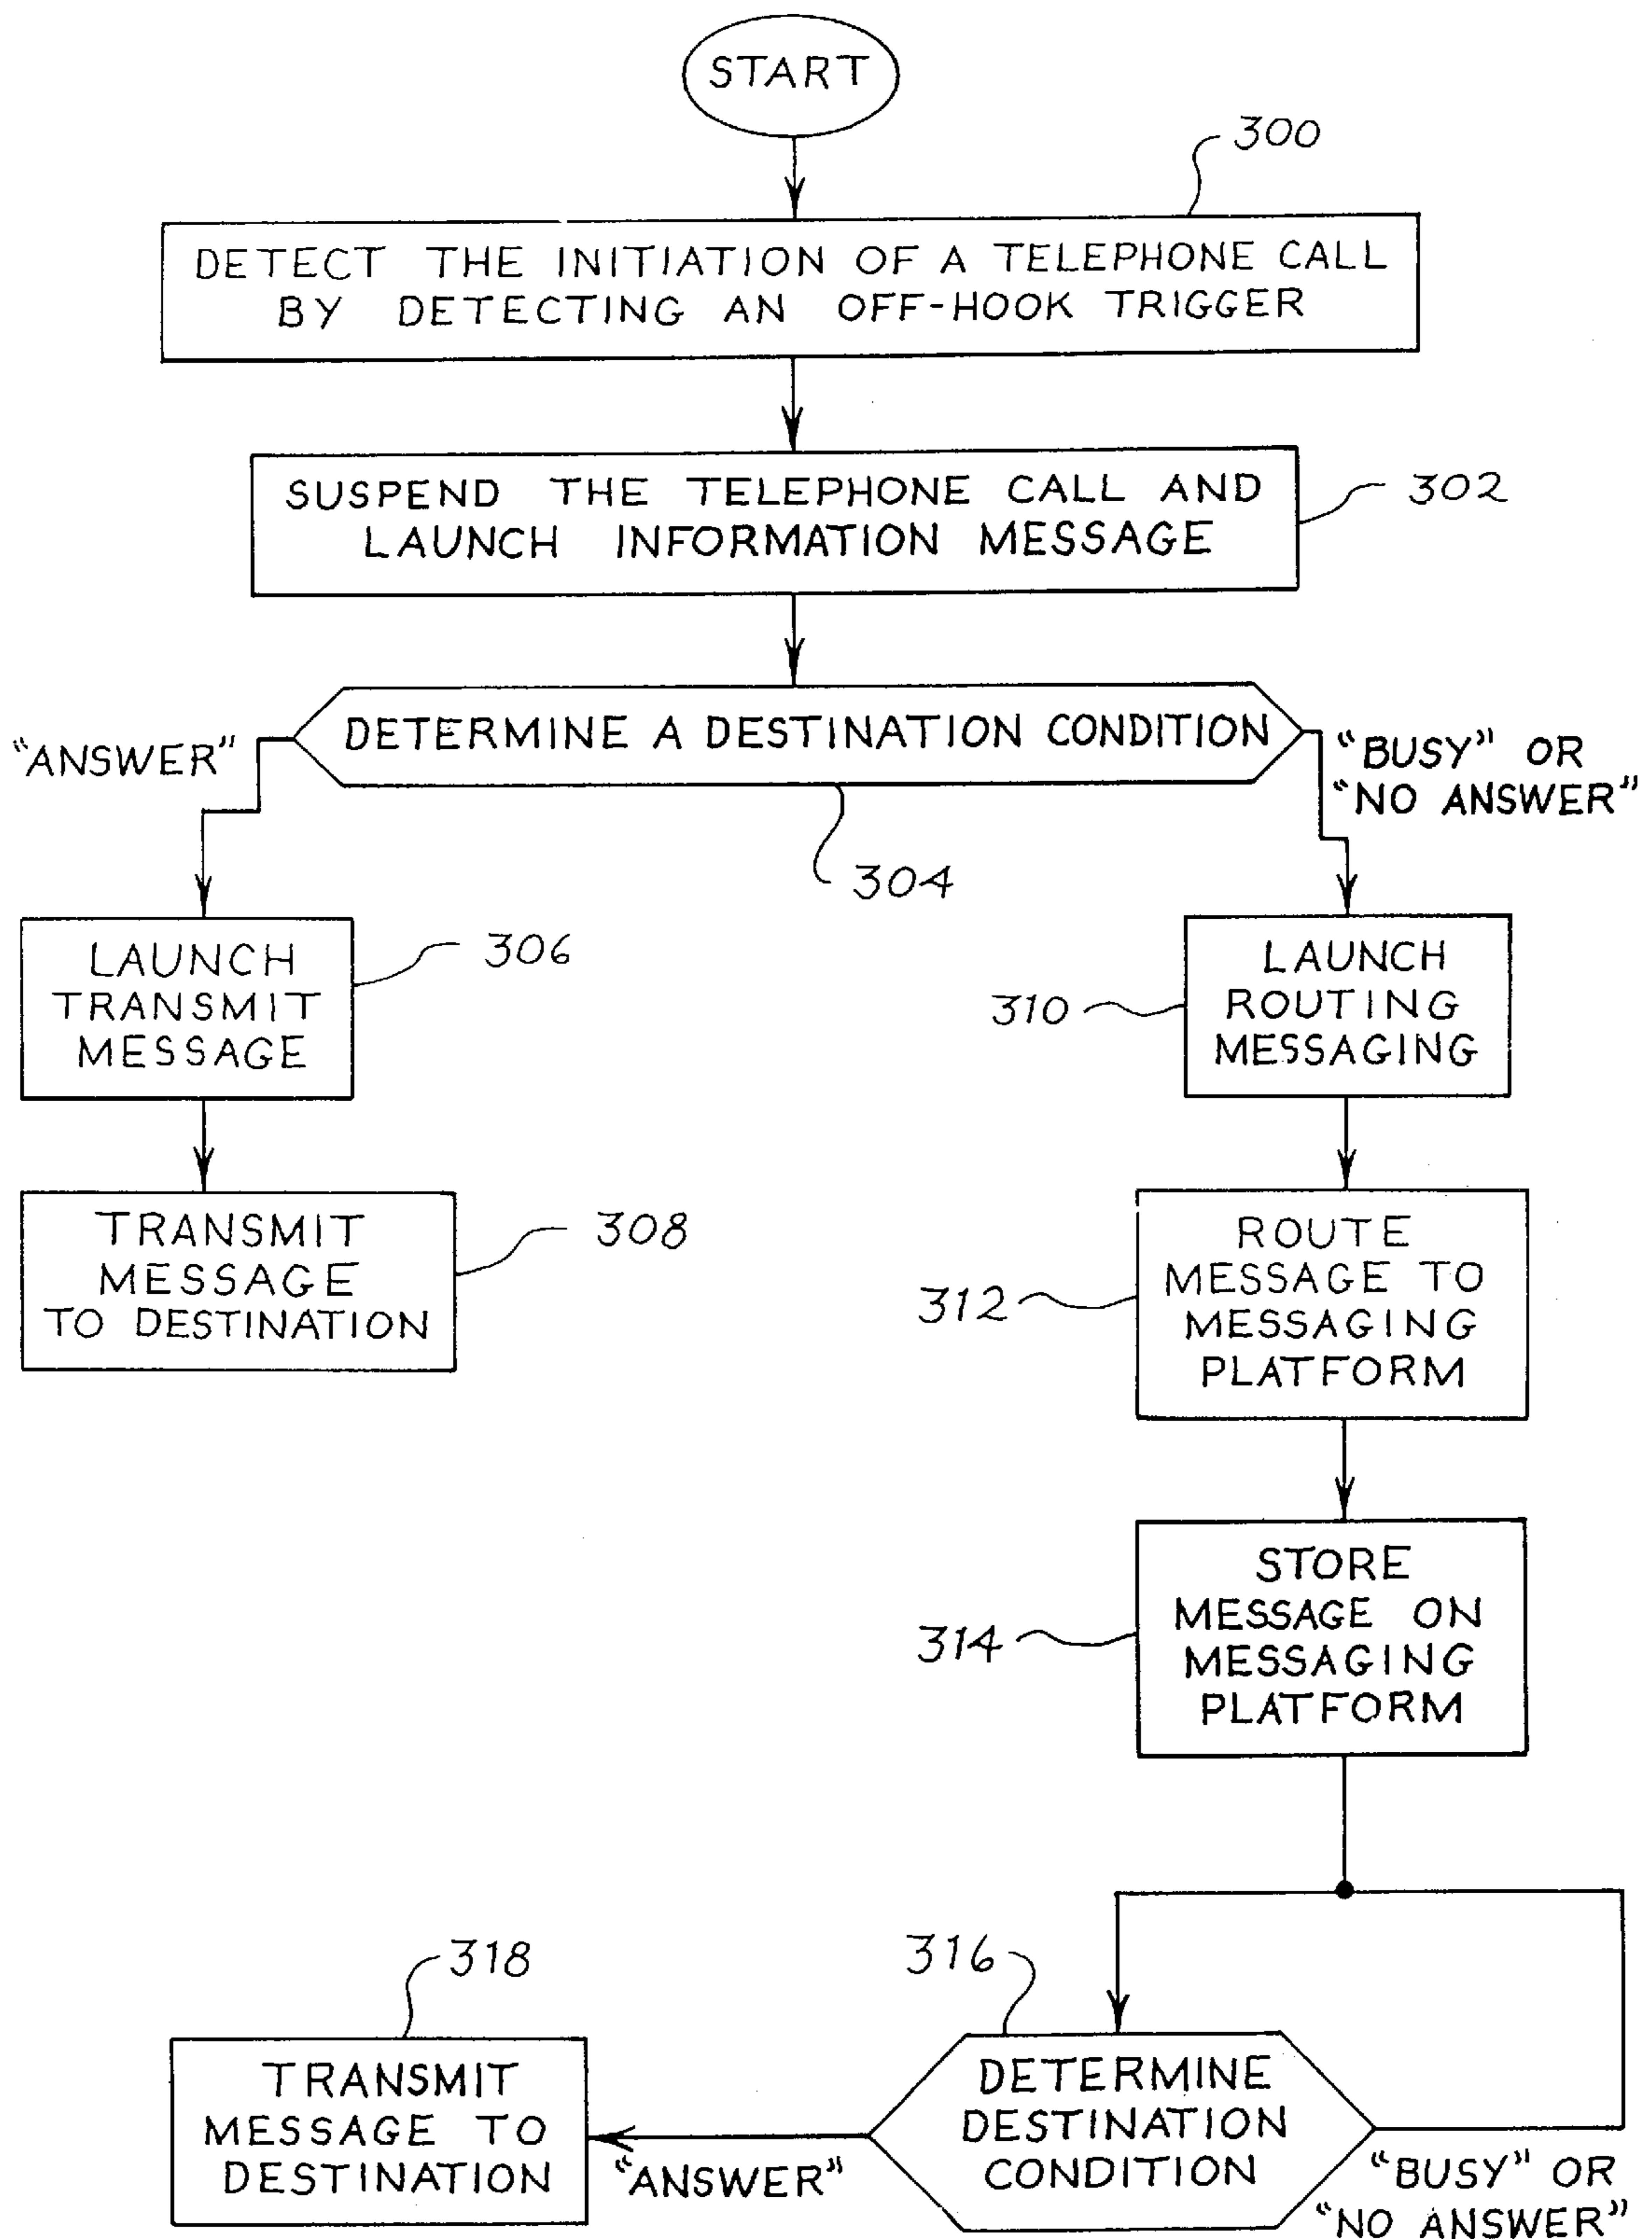 START
300
DETECT THE INITIATION OF A TELEPHONE CALL
BY DETECTING AN OFF-HOOK TRIGGER
SUSPEND THE TELEPHONE CALL AND
LAUNCH INFORMATION MESSAGE
302
DETERMINE A DESTINATION CONDITION
"ANSWER"
"BUSY" OR
"NO ANSWER"
304
LAUNCH
TRANSMIT
MESSAGE
306
TRANSMIT
MESSAGE
TO DESTINATION
308
LAUNCH
ROUTING
MESSAGING
310
ROUTE
MESSAGE TO
MESSAGING
PLATFORM
312
STORE
MESSAGE ON
MESSAGING
PLATFORM
314
316
DETERMINE
DESTINATION
CONDITION
"BUSY" OR
"NO ANSWER"
"ANSWER"
318
TRANSMIT
MESSAGE TO
DESTINATION